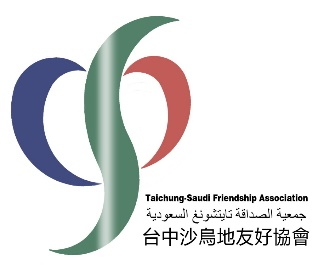 Taichung-Saudi Friendship Association
جمعية الصداقة تايتشونغ السعودية
台中沙烏地友好協會